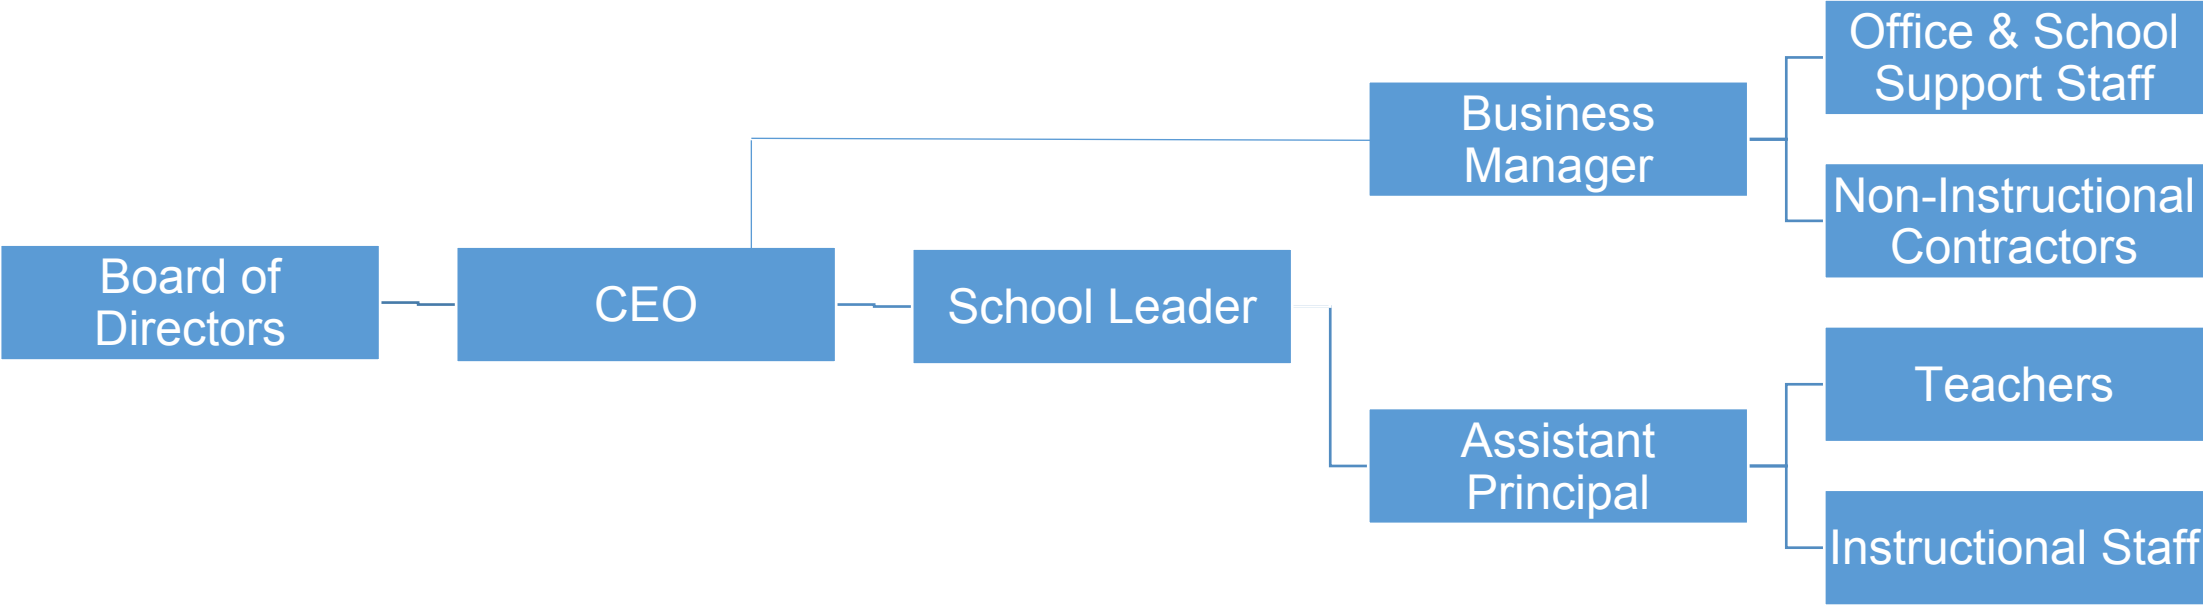 Board of
Directors
CEO
School Leader
Business
Manager
Assistant
Principal
Office & School
Support Staff
Non-Instructional
Contractors
Teachers
Instructional Staff